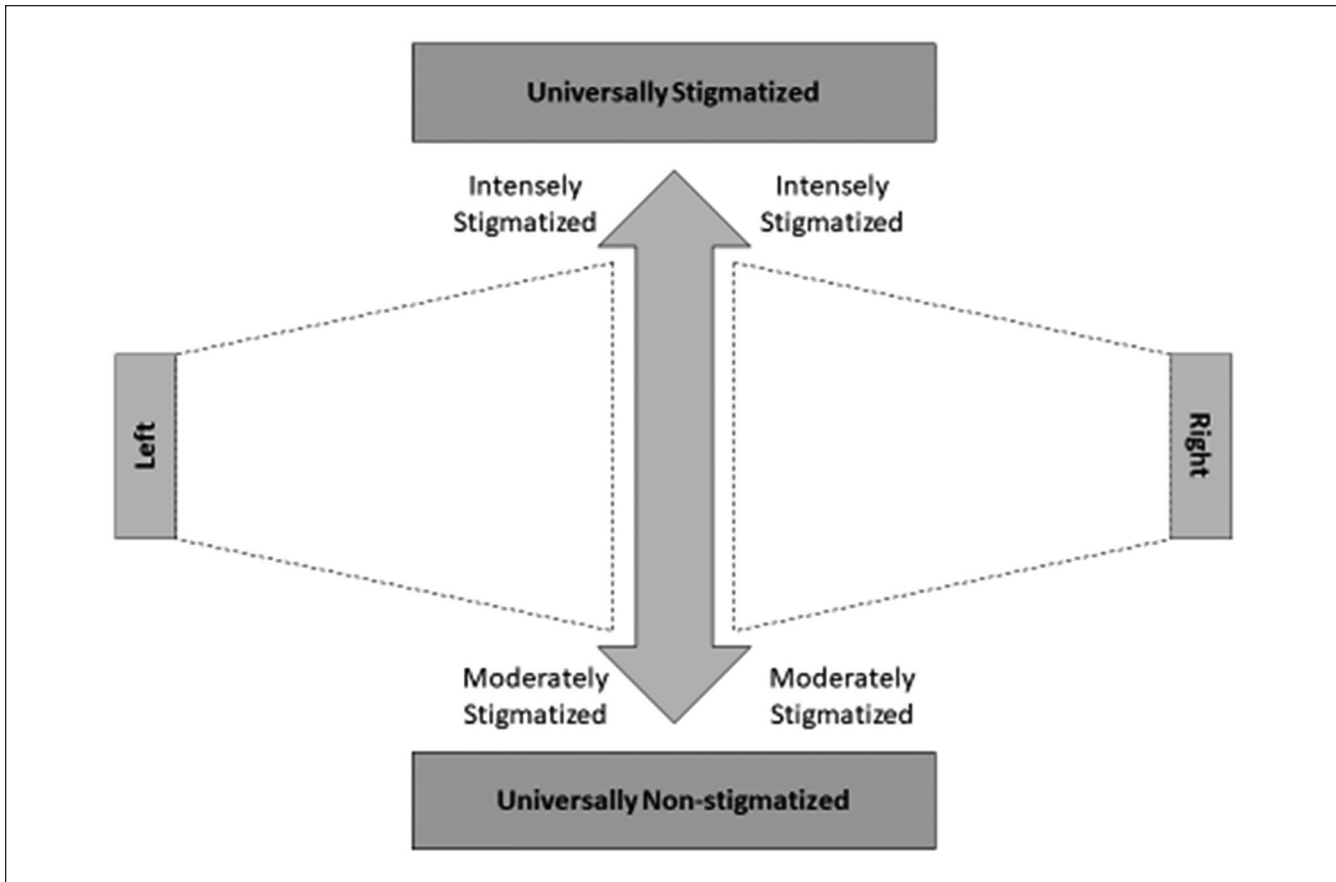 Universally Stigmatized
Intensely
Stigmatized
Intensely
Stigmatized
Left
Right
Moderately
Stigmatized
Moderately
Stigmatized
Universally Non-stigmatized